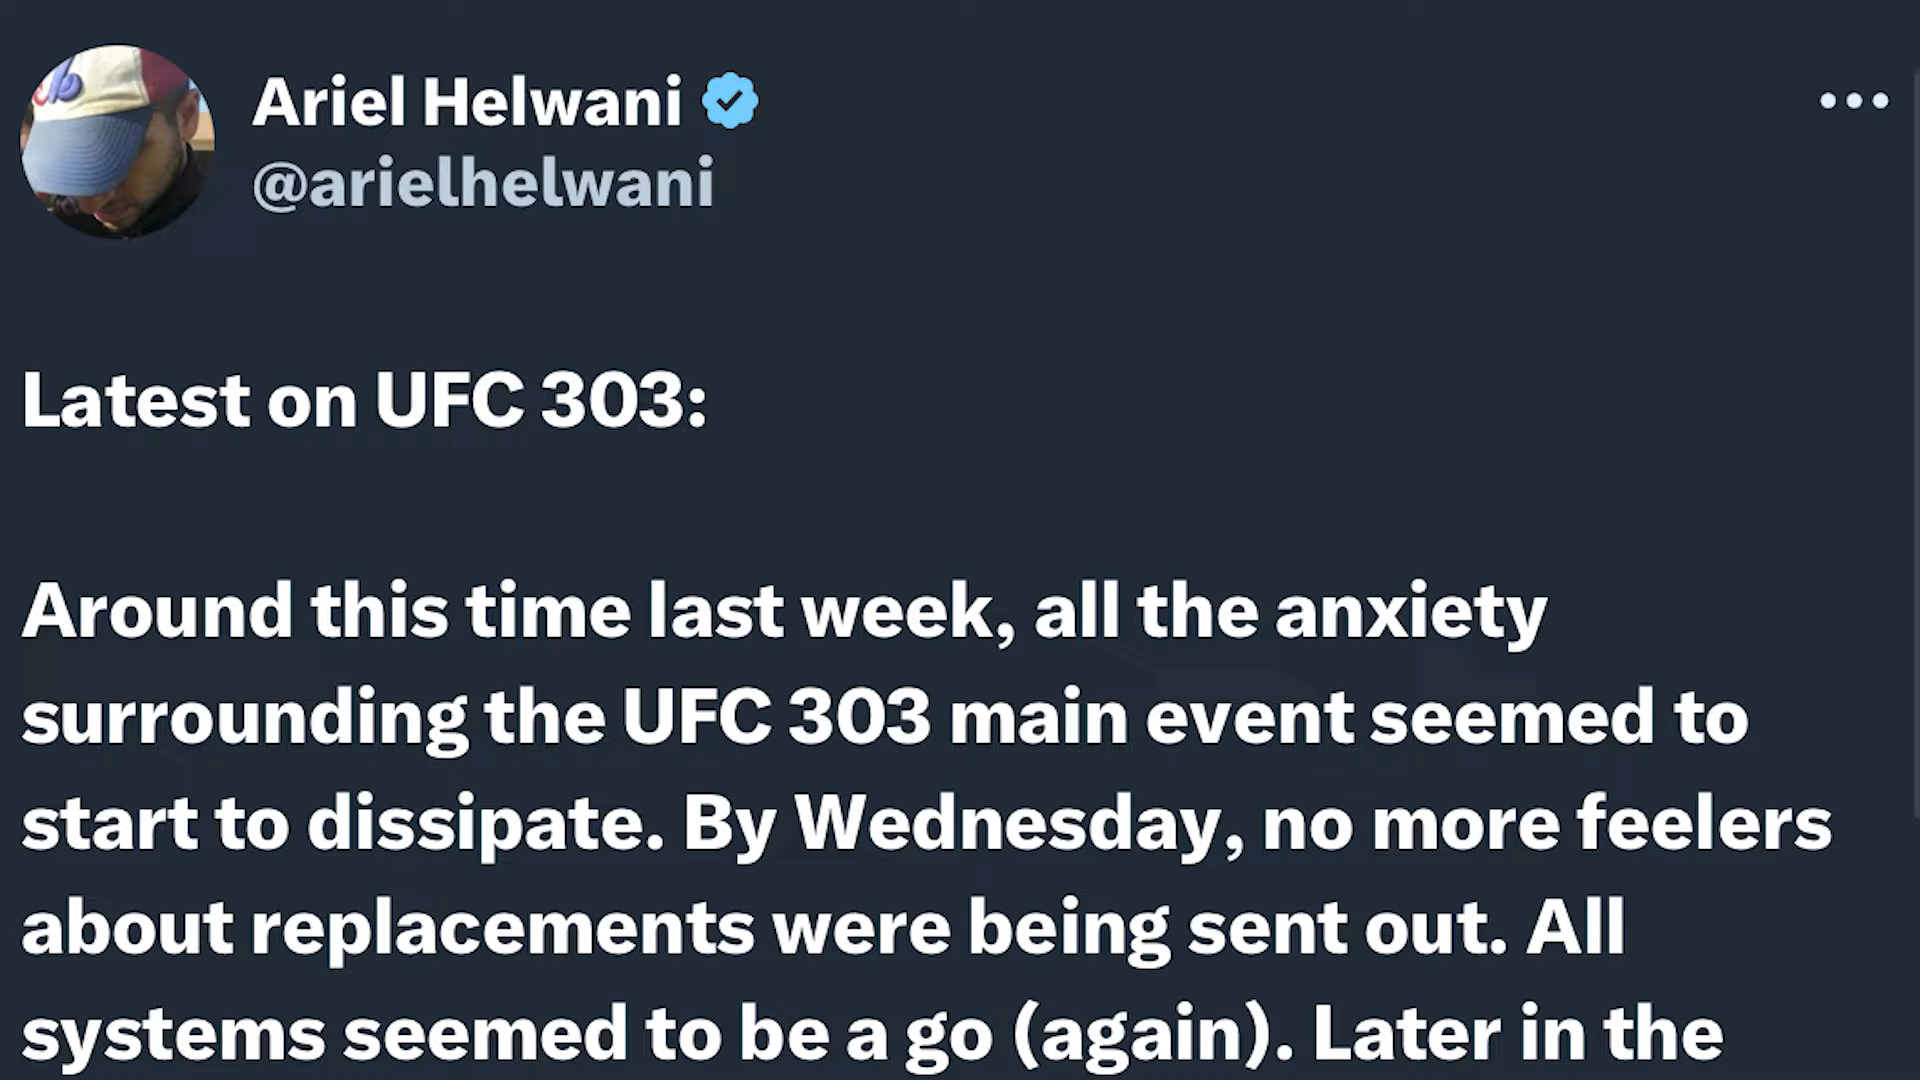 Ariel Helwani
@arielhelwani
Latest on UFC 303:
Around this time last week, all the anxiety
surrounding the UFC 303 main event seemed to
start to dissipate. By Wednesday, no more feelers
about replacements were being sent out. All
systems seemed to be a go (again). Later in the